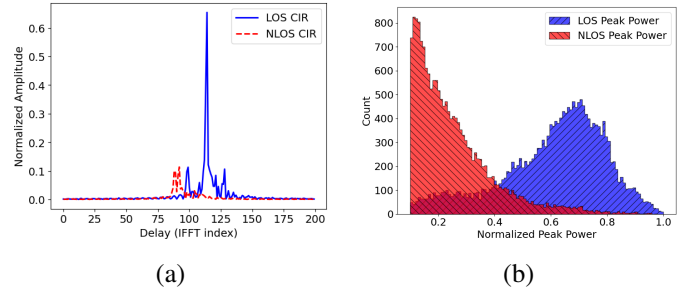 LOS CIR
NLOS CIR
Normalized Amplitude
0.6
0.5
0.4
0.3
0.2
0.1
0.0
0 25 50 75 100 125 150 175 200
Delay (IFFT index)
(a)
LOS Peak Power
NLOS Peak Power
Count
800
700
600
500
400
300
200
100
0
0.2 0.4 0.6 0.8 1.0
Normalized Peak Power
(b)